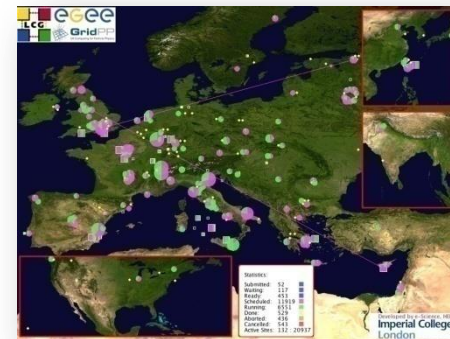 LCG
egee
GridPP
Statistics:
Submitted: 52
Waiting: 117
Ready: 453
Scheduled: 11919
Running: 6551
Done: 529
Aborted: 436
Cancelled: 543
Active Sites: 132 : 20937
Imperial College
London